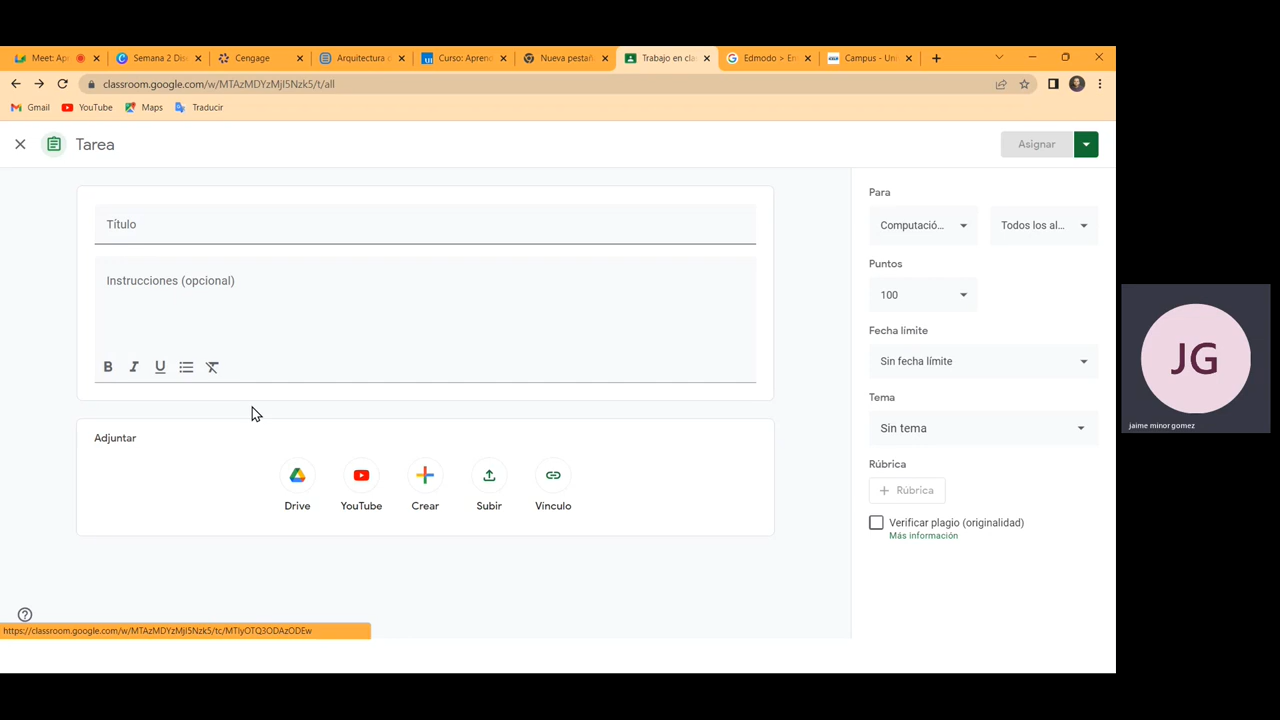 Meet: Ap
Semana 2 Dis
Cengage
Arquitectura c
Curso: Aprend
Nueva pestañ
Trabajo en cla
Edmodo > En
Campus - Uni
classroom.google.com/w/MTAzMDYzMjI5Nzk5/t/all
Gmail
YouTube
Maps
Traducir
Tarea
Asignar
Título
Instrucciones (opcional)
B I U
Adjuntar
Drive
YouTube
Crear
Subir
Vínculo
Para
Computació...
Todos los al...
Puntos
100
Fecha límite
Sin fecha límite
Tema
Sin tema
Rúbrica
+ Rúbrica
Verificar plagio (originalidad)
Más información
https://classroom.google.com/w/MTAzMDYzMjI5Nzk5/tc/MTIyOTQ3ODAzODEw
JG
jaime minor gomez